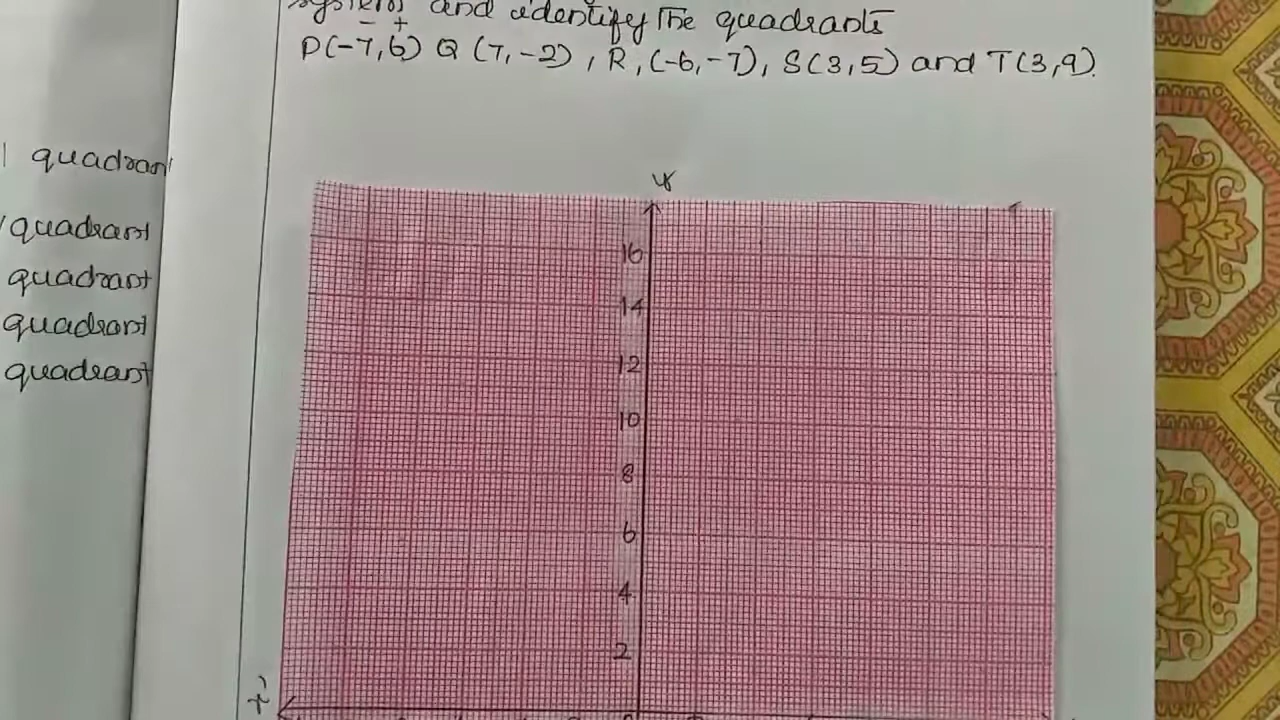 system and identify the quadrants
- +
P(-7,6) Q (7,-2), R,(-6,-7), S(3,5) and T(3,9).
quadrant
quadrant
quadrant
quadrant
quadrant
y
16
14
12
10
8
6
4
2
x'